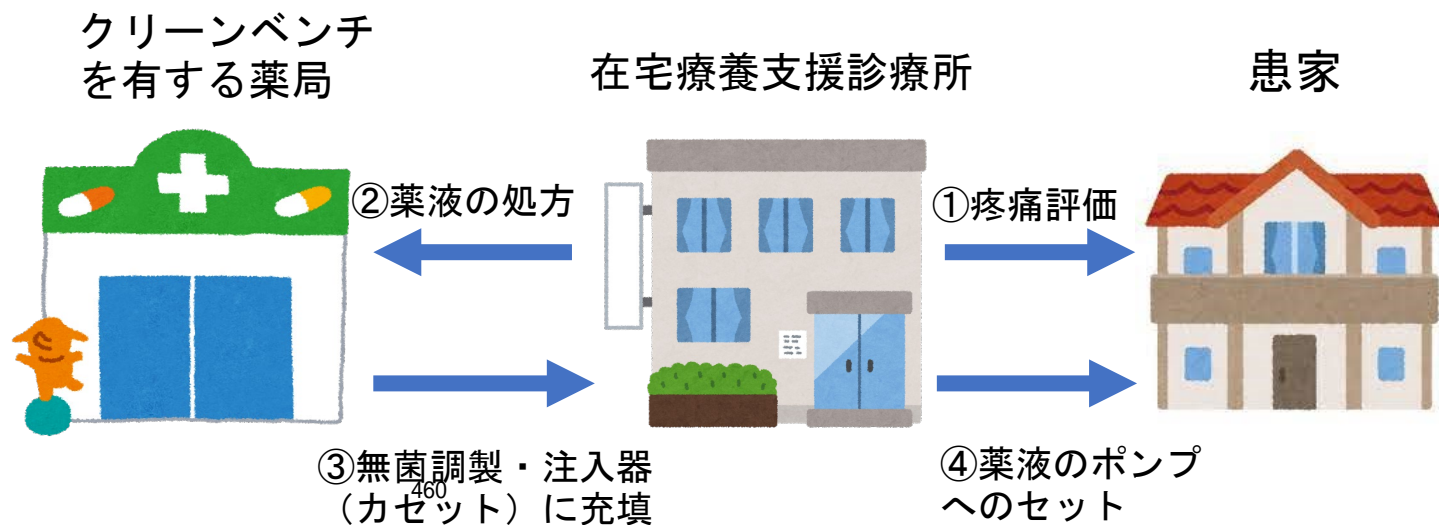 クリーンベンチ
を有する薬局
在宅療養支援診療所
患家
②薬液の処方
①疼痛評価
③無菌調製・注入器
（カセット）に充填
460
④薬液のポンプ
へのセット